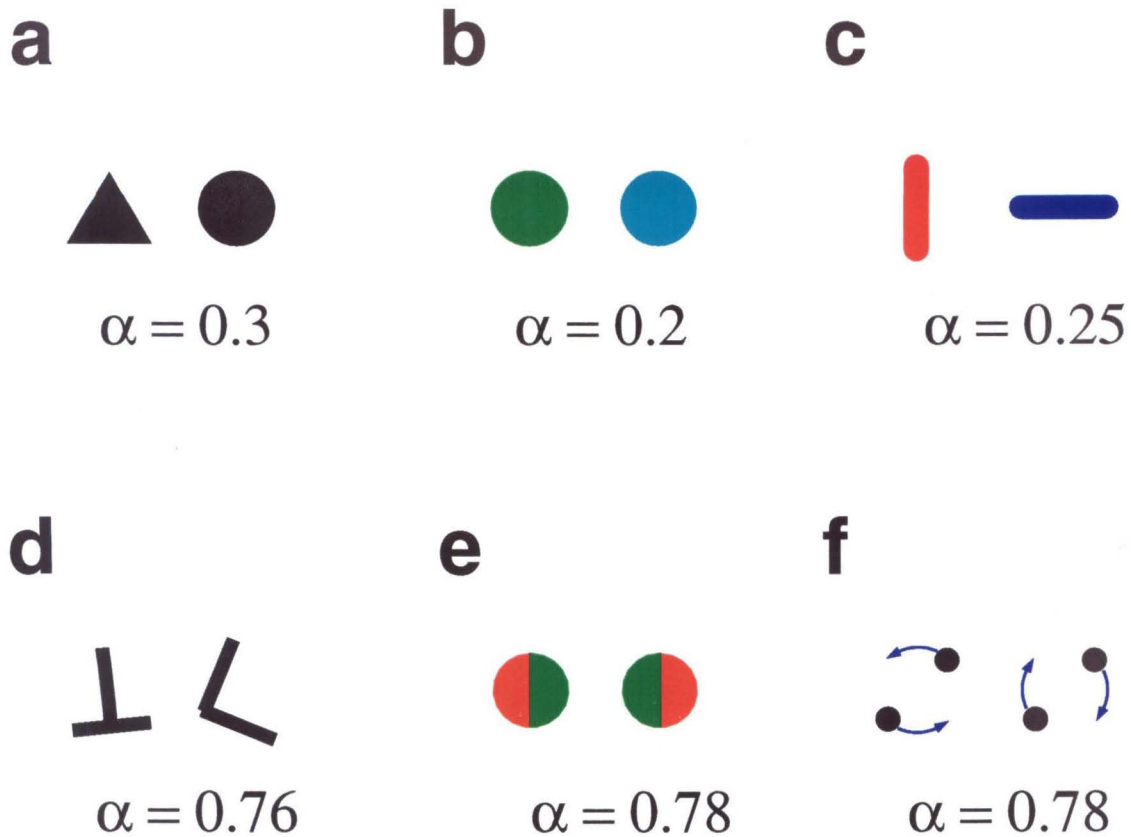 a b c
α = 0.3 α = 0.2 α = 0.25
d e f
α = 0.76 α = 0.78 α = 0.78